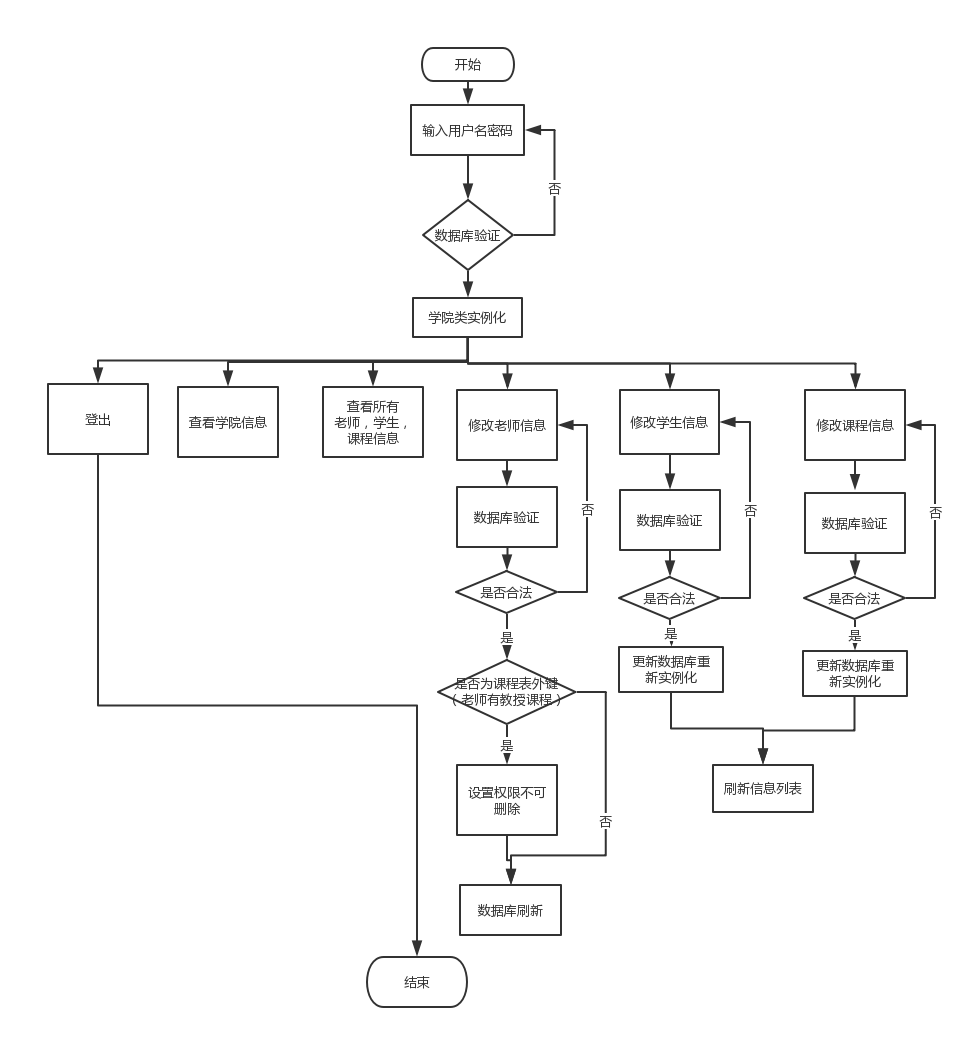 开始
输入用户名密码
否
数据库验证
学院类实例化
登出
查看学院信息
查看所有
老师，学生，
课程信息
修改老师信息
修改学生信息
修改课程信息
数据库验证
否
数据库验证
否
数据库验证
否
是否合法
是否合法
是否合法
是
是
是
更新数据库重
新实例化
更新数据库重
新实例化
是否为课程表外键
（老师有教授课程）
是
设置权限不可
删除
刷新信息列表
否
数据库刷新
结束